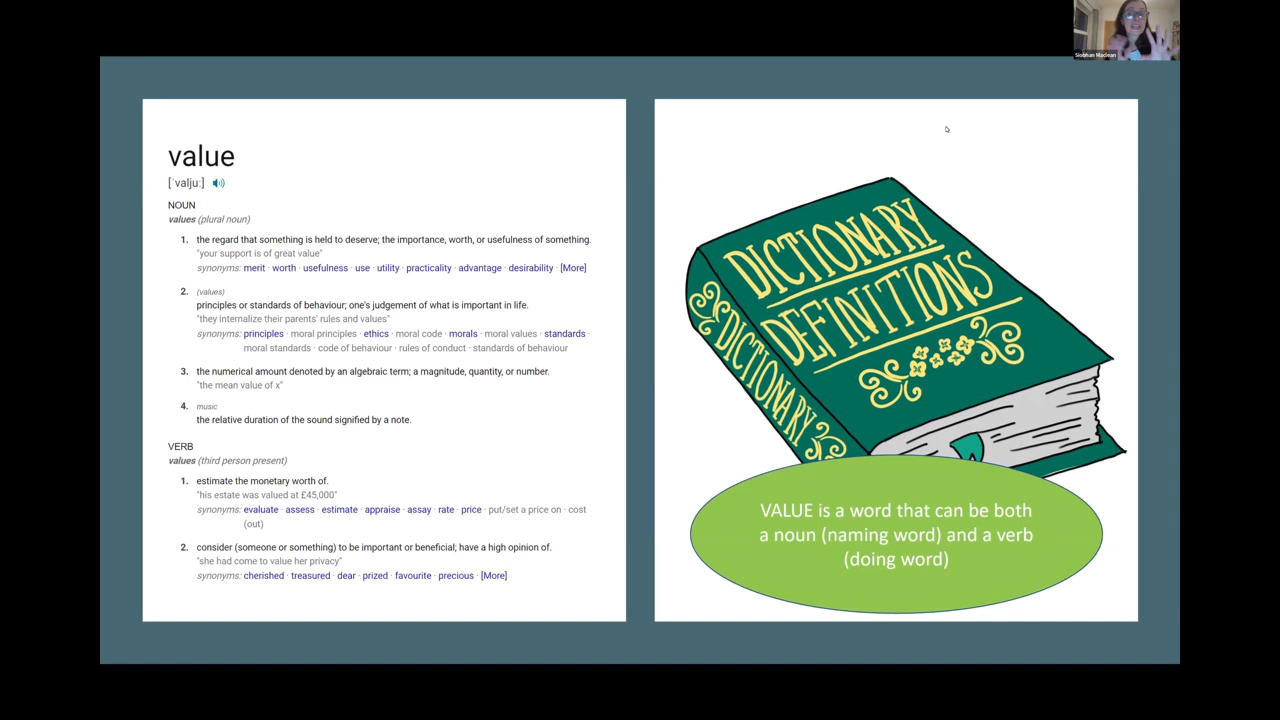 Siobhan Maclean
value
[ˈvaljuː]
NOUN
values (plural noun)
1. the regard that something is held to deserve; the importance, worth, or usefulness of something.
"your support is of great value"
synonyms: merit · worth · usefulness · use · utility · practicality · advantage · desirability · [More]
2. (values)
principles or standards of behaviour; one's judgement of what is important in life.
"they internalize their parents' rules and values"
synonyms: principles · moral principles · ethics · moral code · morals · moral values · standards ·
moral standards · code of behaviour · rules of conduct · standards of behaviour
3. the numerical amount denoted by an algebraic term; a magnitude, quantity, or number.
"the mean value of x"
4. music
the relative duration of the sound signified by a note.
VERB
values (third person present)
1. estimate the monetary worth of.
"his estate was valued at £45,000"
synonyms: evaluate · assess · estimate · appraise · assay · rate · price · put/set a price on · cost
(out)
2. consider (someone or something) to be important or beneficial; have a high opinion of.
"she had come to value her privacy"
synonyms: cherished · treasured · dear · prized · favourite · precious · [More]
DICTIONARY
DEFINITIONS
DICTIONARY
VALUE is a word that can be both
a noun (naming word) and a verb
(doing word)